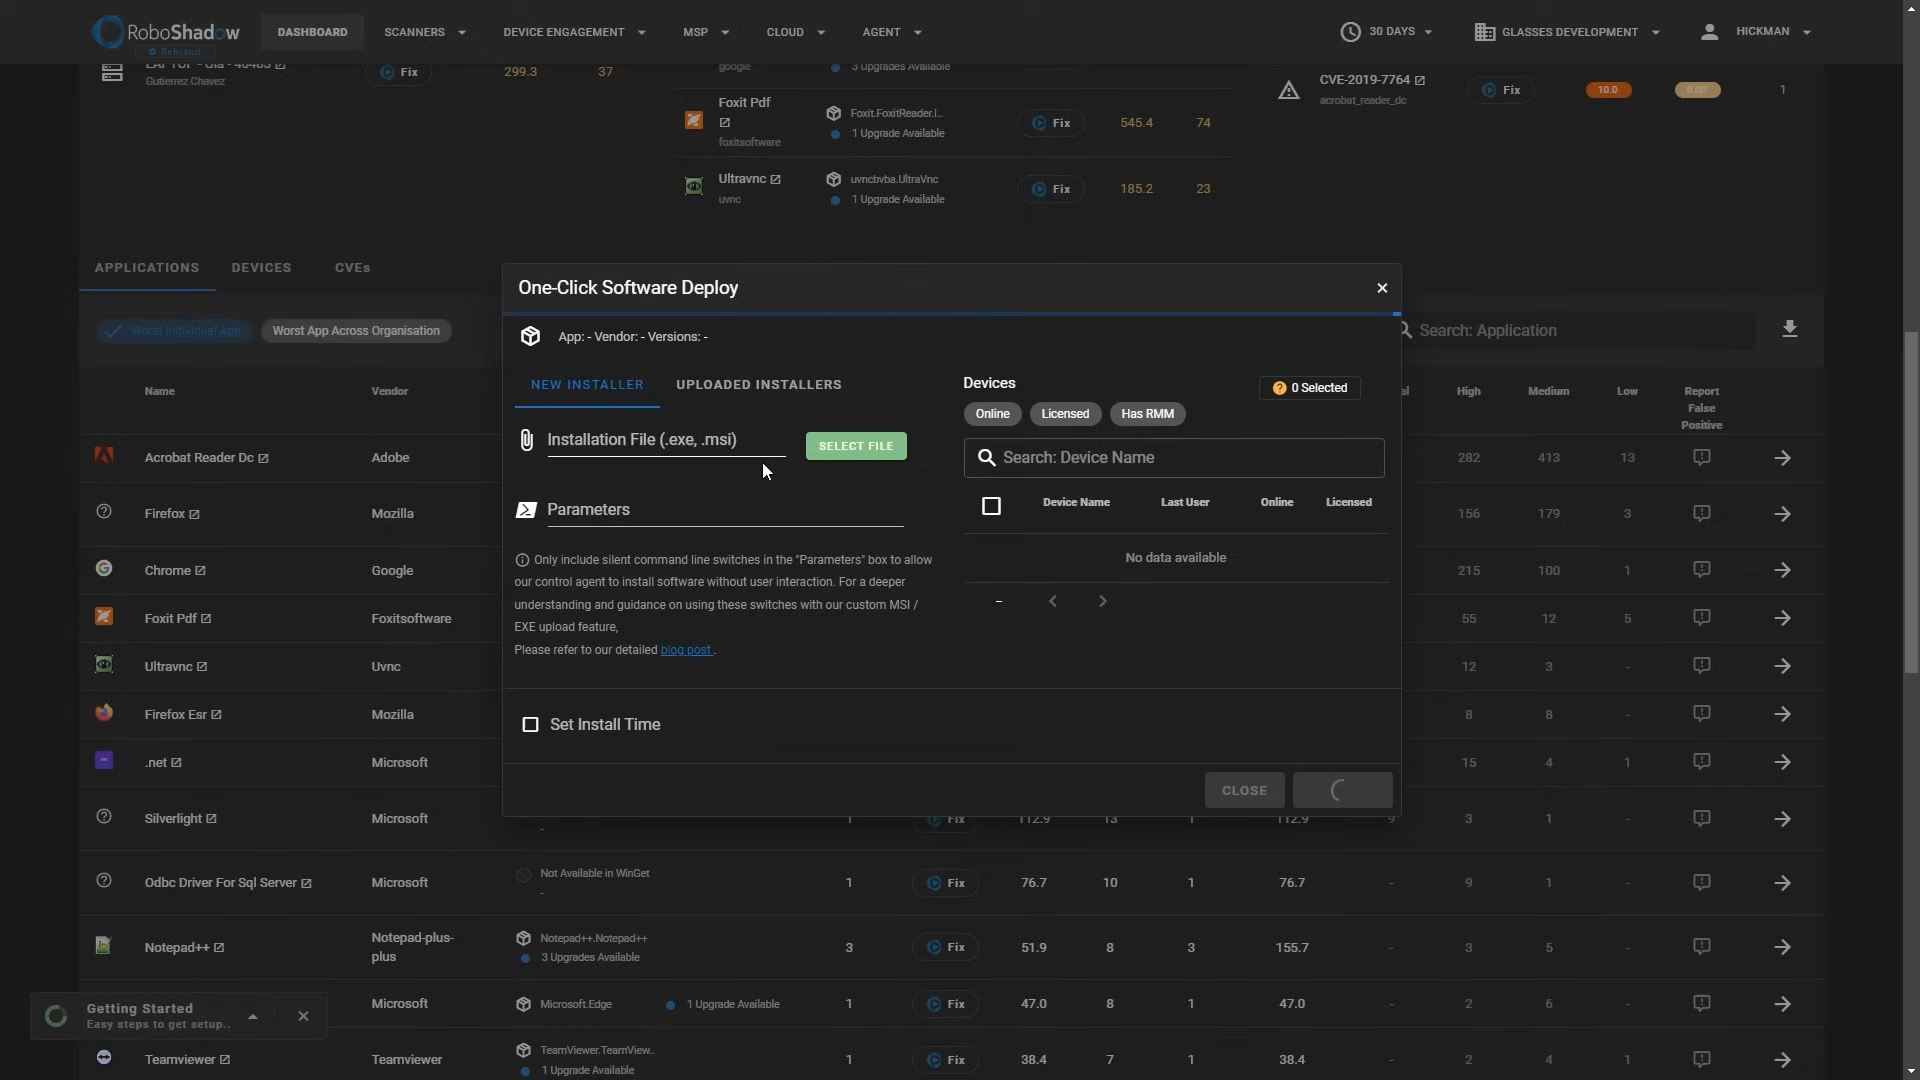 RoboShadow
Rebrand
DASHBOARD
SCANNERS
DEVICE ENGAGEMENT
MSP
CLOUD
AGENT
30 DAYS
GLASSES DEVELOPMENT
HICKMAN
Gutierrez Chavez
Fix
299.3
37
google
3 Upgrades Available
Foxit Pdf
foxitsoftware
Foxit.FoxitReader.I..
1 Upgrade Available
Fix
545.4
74
Ultravnc
uvnc
uvncbvba.UltraVnc
1 Upgrade Available
Fix
185.2
23
CVE-2019-7764
acrobat_reader_dc
Fix
10.0
0.00
1
APPLICATIONS
DEVICES
CVEs
Worst Individual App
Worst App Across Organisation
Search: Application
Name
Vendor
High
Medium
Low
Report False Positive
One-Click Software Deploy
App: - Vendor: - Versions: -
NEW INSTALLER
UPLOADED INSTALLERS
Installation File (.exe, .msi)
SELECT FILE
Parameters
Only include silent command line switches in the "Parameters" box to allow
our control agent to install software without user interaction. For a deeper
understanding and guidance on using these switches with our custom MSI /
EXE upload feature,
Please refer to our detailed blog post .
Devices
0 Selected
Online
Licensed
Has RMM
Search: Device Name
Device Name
Last User
Online
Licensed
No data available
–
Set Install Time
CLOSE
Acrobat Reader Dc
Adobe
282
413
13
Firefox
Mozilla
156
179
3
Chrome
Google
215
100
1
Foxit Pdf
Foxitsoftware
55
12
5
Ultravnc
Uvnc
12
3
-
Firefox Esr
Mozilla
8
8
-
.net
Microsoft
15
4
1
Silverlight
Microsoft
-
1
Fix
112.9
13
1
112.9
9
3
1
-
Odbc Driver For Sql Server
Microsoft
Not Available in WinGet
-
1
Fix
76.7
10
1
76.7
-
9
1
-
Notepad++
Notepad-plus-plus
Notepad++.Notepad++
3 Upgrades Available
3
Fix
51.9
8
3
155.7
-
3
5
-
Microsoft
Microsoft.Edge
1 Upgrade Available
1
Fix
47.0
8
1
47.0
-
2
6
-
Teamviewer
Teamviewer
TeamViewer.TeamView..
1 Upgrade Available
1
Fix
38.4
7
1
38.4
-
2
4
1
Getting Started
Easy steps to get setup..